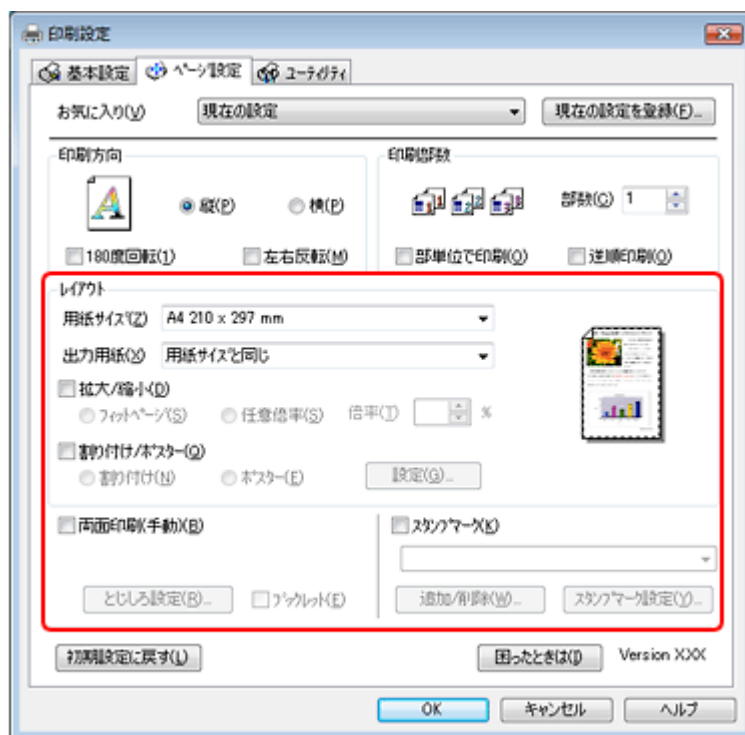 印刷設定
基本設定 ページ設定 ユーティリティ
お気に入り(V) 現在の設定 現在の設定を登録(F)...
印刷方向
縦(P) 横(P)
180度回転(1) 左右反転(M)
印刷部数
部数(C) 1
部単位で印刷(O) 逆順印刷(O)
レイアウト
用紙サイズ(Z) A4 210 x 297 mm
出力用紙(X) 用紙サイズと同じ
拡大/縮小(D)
フィットページ(S) 任意倍率(S) 倍率(T) %
割り付け/ポスター(O)
割り付け(N) ポスター(E) 設定(G)...
両面印刷(手動)(B)
とじしろ設定(R)... ブックレット(E)
スタンプマーク(K)
追加/削除(W)... スタンプマーク設定(Y)...
初期設定に戻す(L) 困ったときは(I) Version X.XX
OK キャンセル ヘルプ